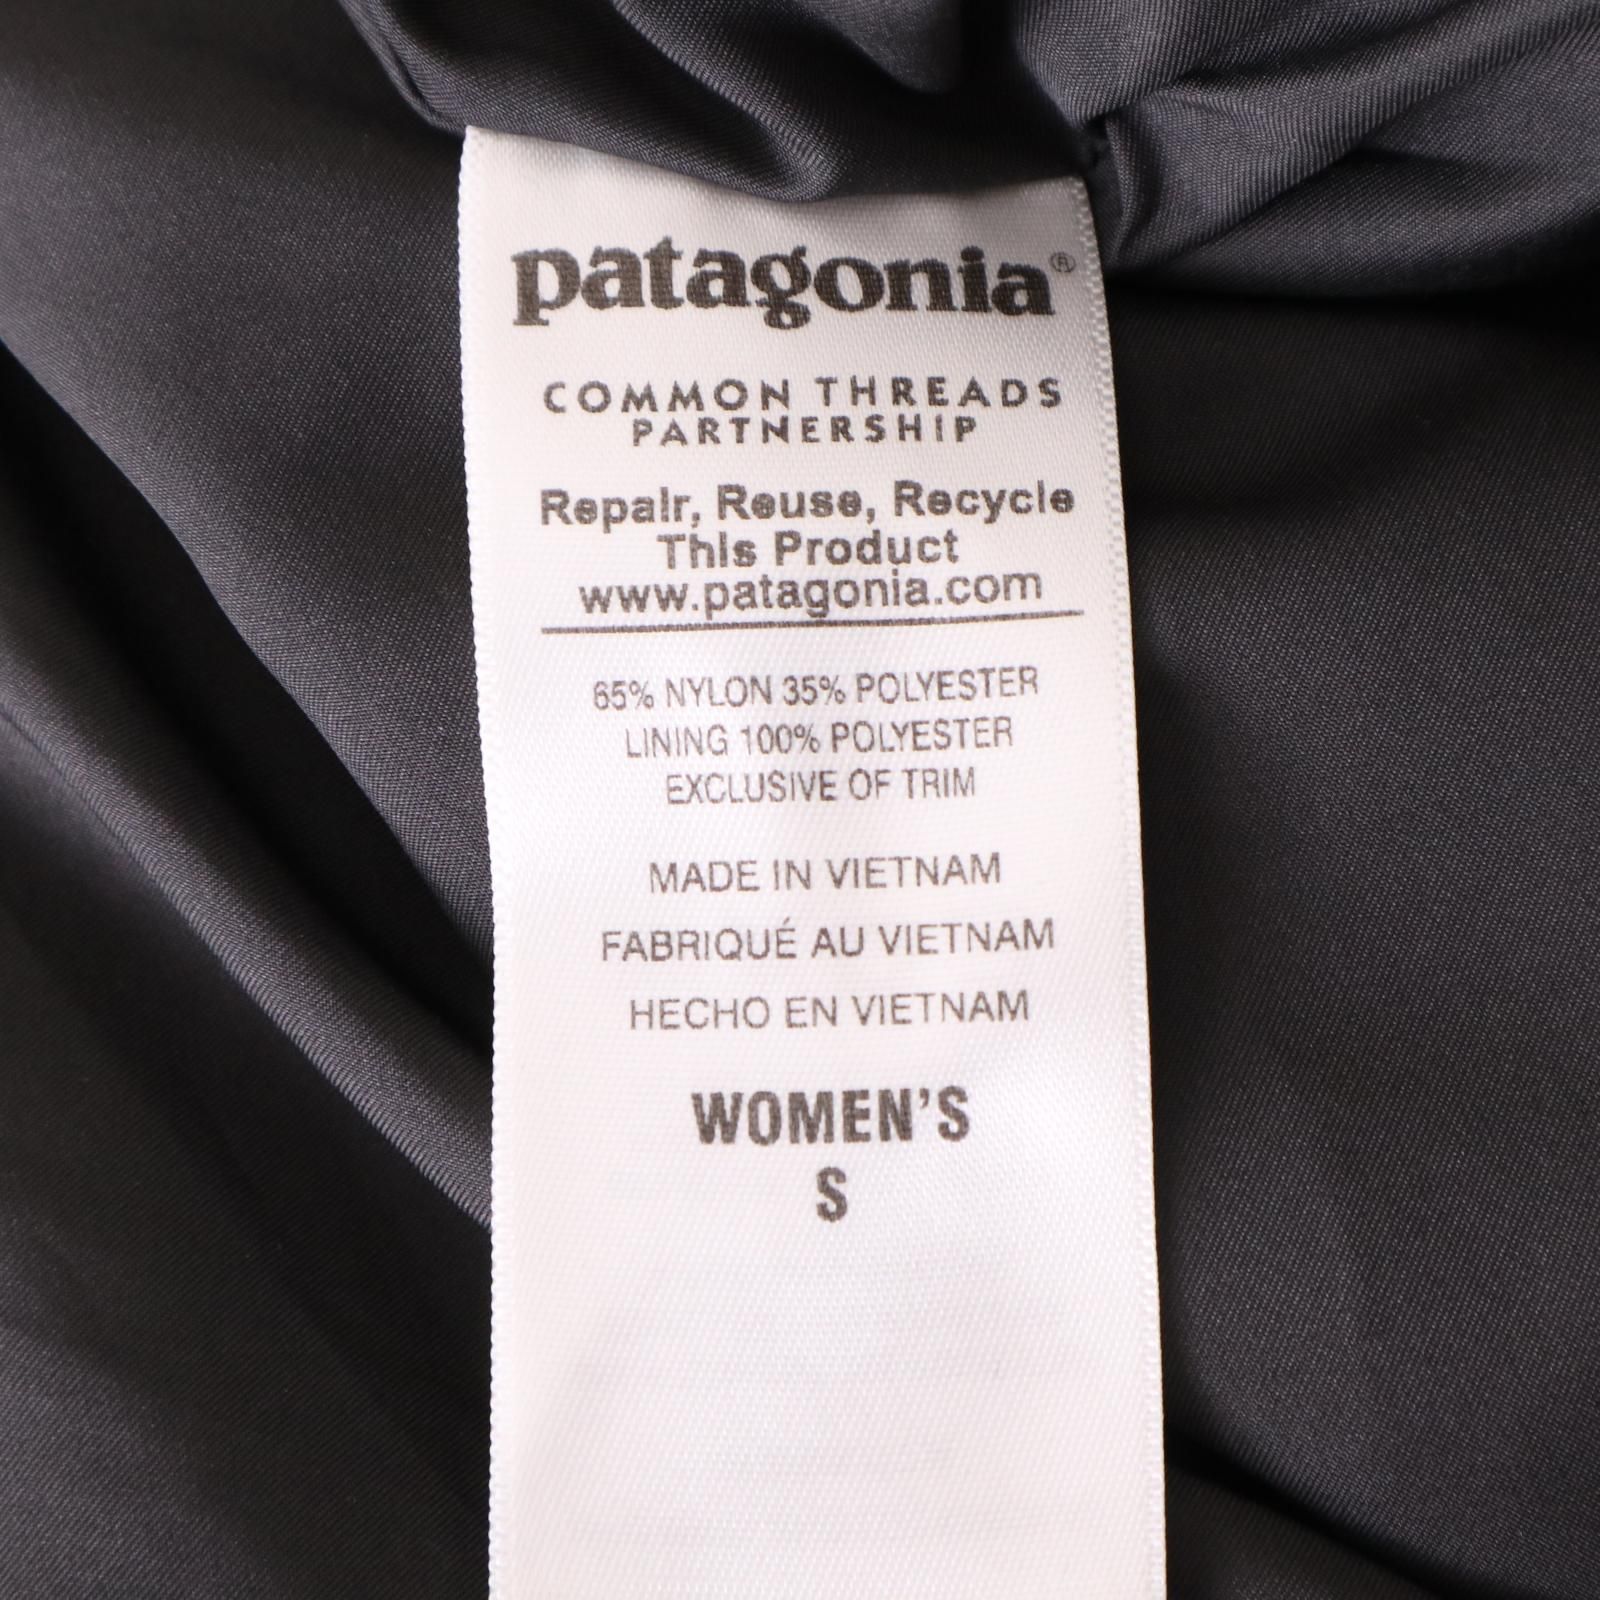 patagonia®
COMMON THREADS
PARTNERSHIP
Repair, Reuse, Recycle
This Product
www.patagonia.com
65% NYLON 35% POLYESTER
LINING 100% POLYESTER
EXCLUSIVE OF TRIM
MADE IN VIETNAM
FABRIQUÉ AU VIETNAM
HECHO EN VIETNAM
WOMEN'S
S